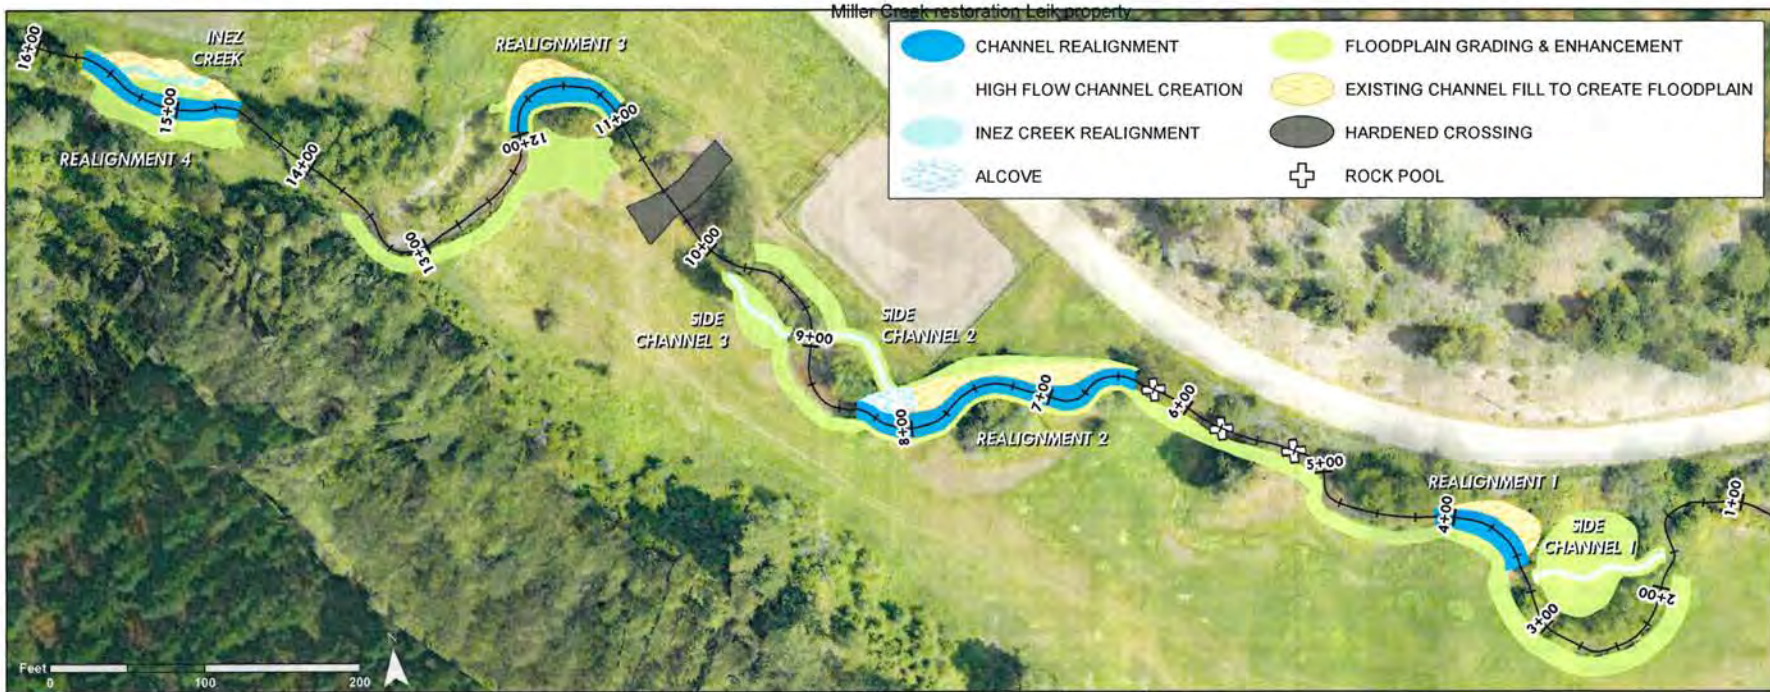 Miller Creek restoration Leik property
CHANNEL REALIGNMENT
HIGH FLOW CHANNEL CREATION
INEZ CREEK REALIGNMENT
ALCOVE
FLOODPLAIN GRADING & ENHANCEMENT
EXISTING CHANNEL FILL TO CREATE FLOODPLAIN
HARDENED CROSSING
ROCK POOL
16+00
INEZ
CREEK
15+00
REALIGNMENT 4
14+00
13+00
REALIGNMENT 3
12+00
11+00
10+00
SIDE
CHANNEL 3
9+00
SIDE
CHANNEL 2
8+00
7+00
REALIGNMENT 2
6+00
5+00
REALIGNMENT 1
4+00
SIDE
CHANNEL 1
3+00
2+00
1+00
Feet
0 100 200
N